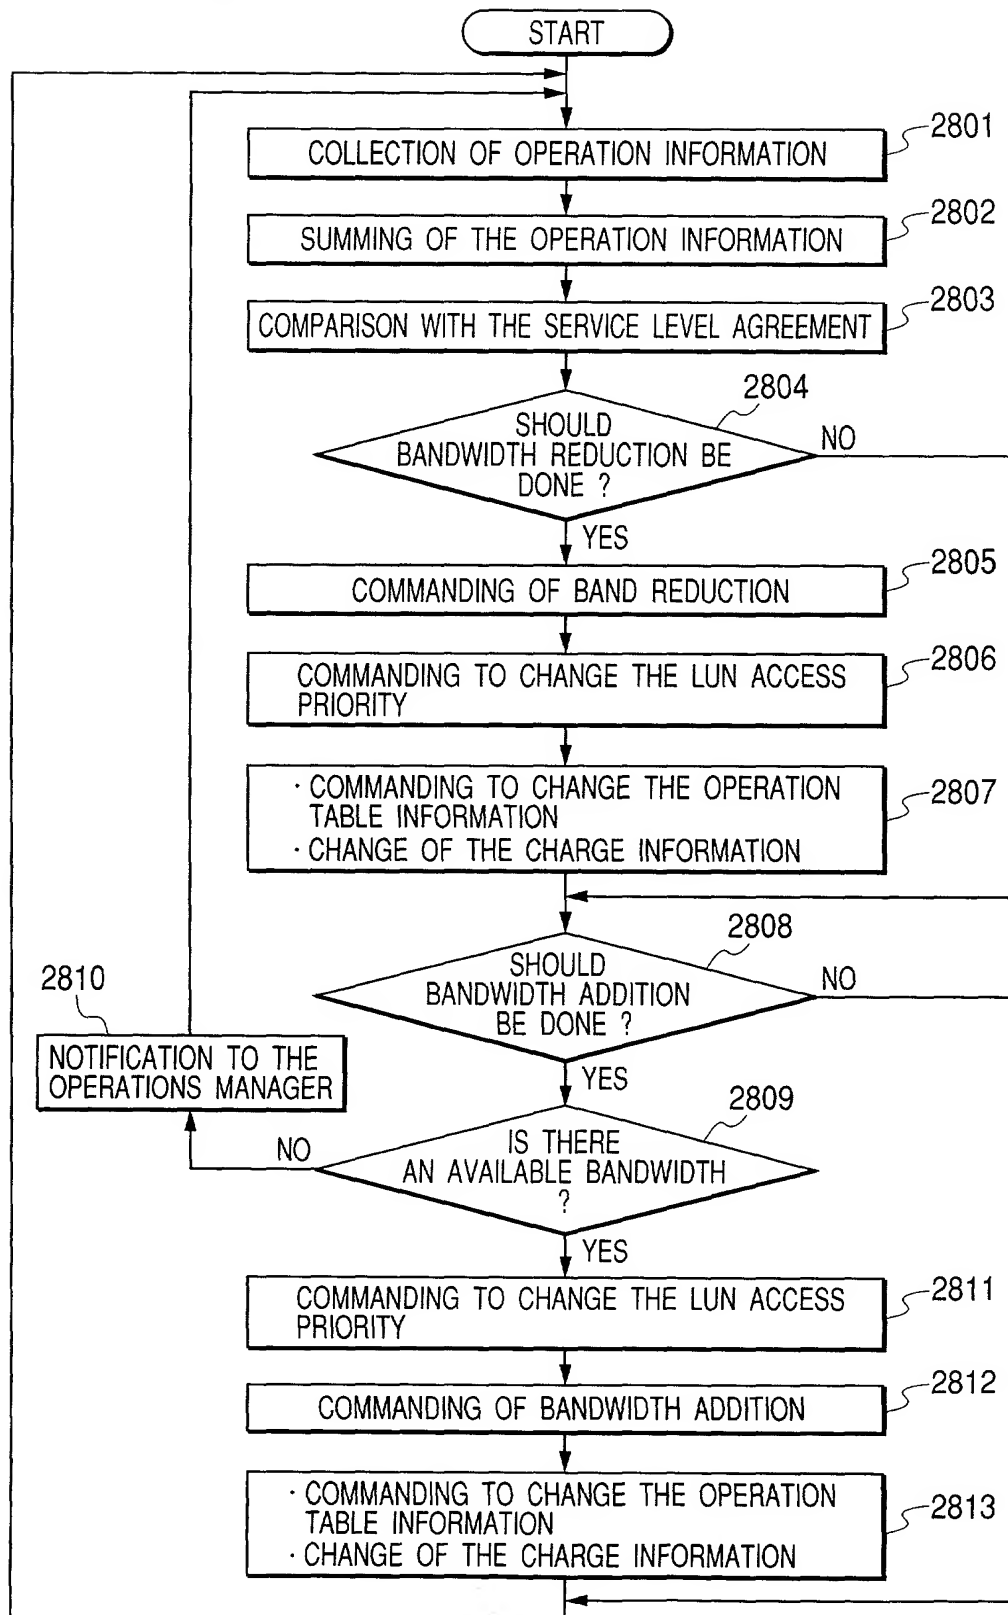 START
COLLECTION OF OPERATION INFORMATION
2801
SUMMING OF THE OPERATION INFORMATION
2802
COMPARISON WITH THE SERVICE LEVEL AGREEMENT
2803
2804
SHOULD
BANDWIDTH REDUCTION BE
DONE ?
NO
YES
COMMANDING OF BAND REDUCTION
2805
COMMANDING TO CHANGE THE LUN ACCESS
PRIORITY
2806
· COMMANDING TO CHANGE THE OPERATION
TABLE INFORMATION
· CHANGE OF THE CHARGE INFORMATION
2807
2808
SHOULD
BANDWIDTH ADDITION
BE DONE ?
NO
YES
2810
NOTIFICATION TO THE
OPERATIONS MANAGER
2809
IS THERE
AN AVAILABLE BANDWIDTH
?
NO
YES
COMMANDING TO CHANGE THE LUN ACCESS
PRIORITY
2811
COMMANDING OF BANDWIDTH ADDITION
2812
· COMMANDING TO CHANGE THE OPERATION
TABLE INFORMATION
· CHANGE OF THE CHARGE INFORMATION
2813